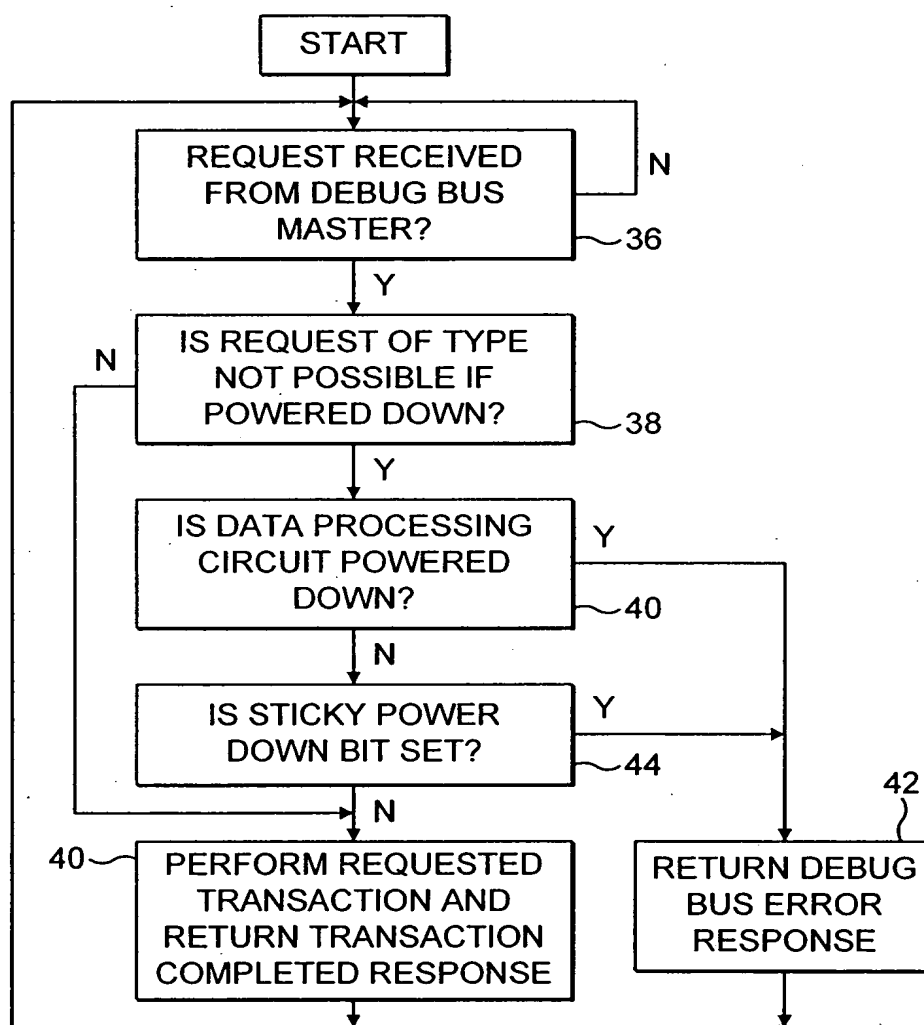 START
REQUEST RECEIVED
FROM DEBUG BUS
MASTER?
N
36
Y
IS REQUEST OF TYPE
NOT POSSIBLE IF
POWERED DOWN?
N
38
Y
IS DATA PROCESSING
CIRCUIT POWERED
DOWN?
Y
40
N
IS STICKY POWER
DOWN BIT SET?
Y
44
N
40
PERFORM REQUESTED
TRANSACTION AND
RETURN TRANSACTION
COMPLETED RESPONSE
42
RETURN DEBUG
BUS ERROR
RESPONSE